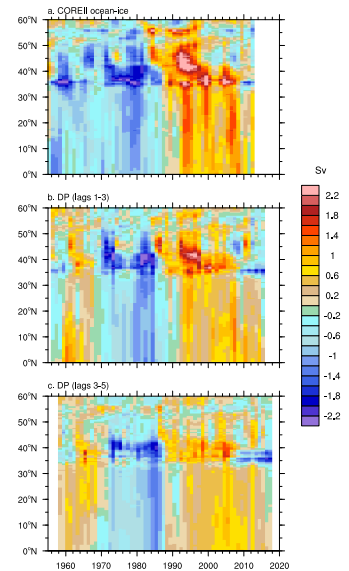 a. COREII ocean-ice
60°N
50°N
40°N
30°N
20°N
10°N
0°N
b. DP (lags 1-3)
60°N
50°N
40°N
30°N
20°N
10°N
0°N
c. DP (lags 3-5)
60°N
50°N
40°N
30°N
20°N
10°N
0°N
1960 1970 1980 1990 2000 2010 2020
Sv
2.2
1.8
1.4
1
0.6
0.2
-0.2
-0.6
-1
-1.4
-1.8
-2.2